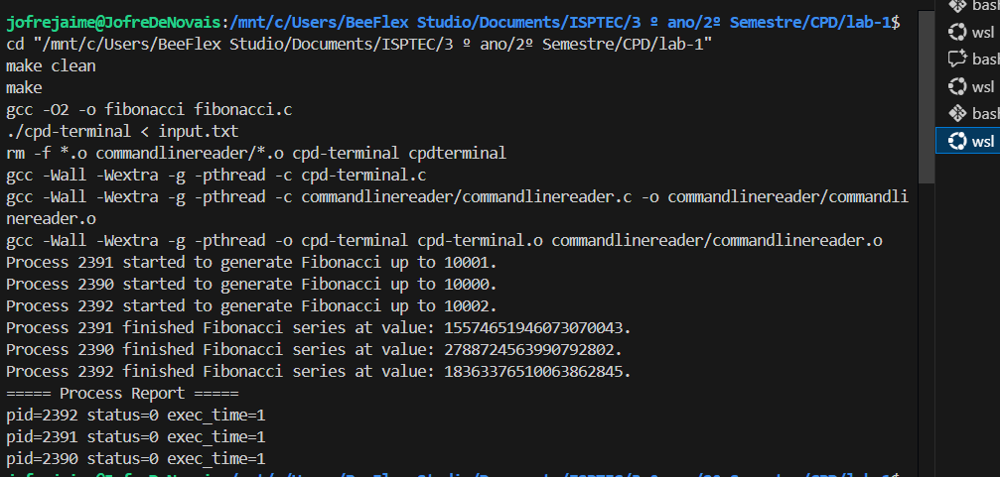 jofrejaime@JofreDeNovais:/mnt/c/Users/BeeFlex Studio/Documents/ISPTEC/3 º ano/2º Semestre/CPD/lab-1$
cd "/mnt/c/Users/BeeFlex Studio/Documents/ISPTEC/3 º ano/2º Semestre/CPD/lab-1"
make clean
make
gcc -O2 -o fibonacci fibonacci.c
./cpd-terminal < input.txt
rm -f *.o commandlinereader/*.o cpd-terminal cpdterminal
gcc -Wall -Wextra -g -pthread -c cpd-terminal.c
gcc -Wall -Wextra -g -pthread -c commandlinereader/commandlinereader.c -o commandlinereader/commandli
nereader.o
gcc -Wall -Wextra -g -pthread -o cpd-terminal cpd-terminal.o commandlinereader/commandlinereader.o
Process 2391 started to generate Fibonacci up to 10001.
Process 2390 started to generate Fibonacci up to 10000.
Process 2392 started to generate Fibonacci up to 10002.
Process 2391 finished Fibonacci series at value: 15574651946073070043.
Process 2390 finished Fibonacci series at value: 2788724563990792802.
Process 2392 finished Fibonacci series at value: 18363376510063862845.
===== Process Report =====
pid=2392 status=0 exec_time=1
pid=2391 status=0 exec_time=1
pid=2390 status=0 exec_time=1
wsl
wsl
wsl